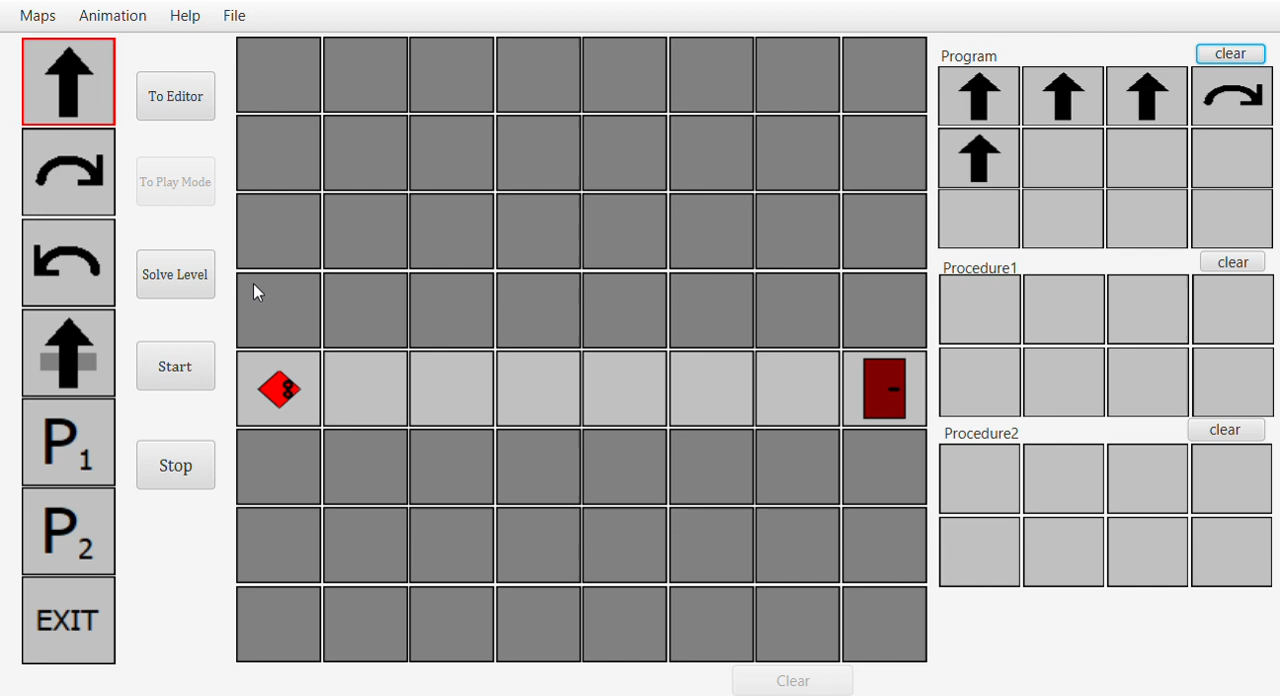 Maps Animation Help File
Program clear
To Editor
To Play Mode
Procedure1 clear
Solve Level
Start
P1
Procedure2 clear
Stop
P2
EXIT
Clear